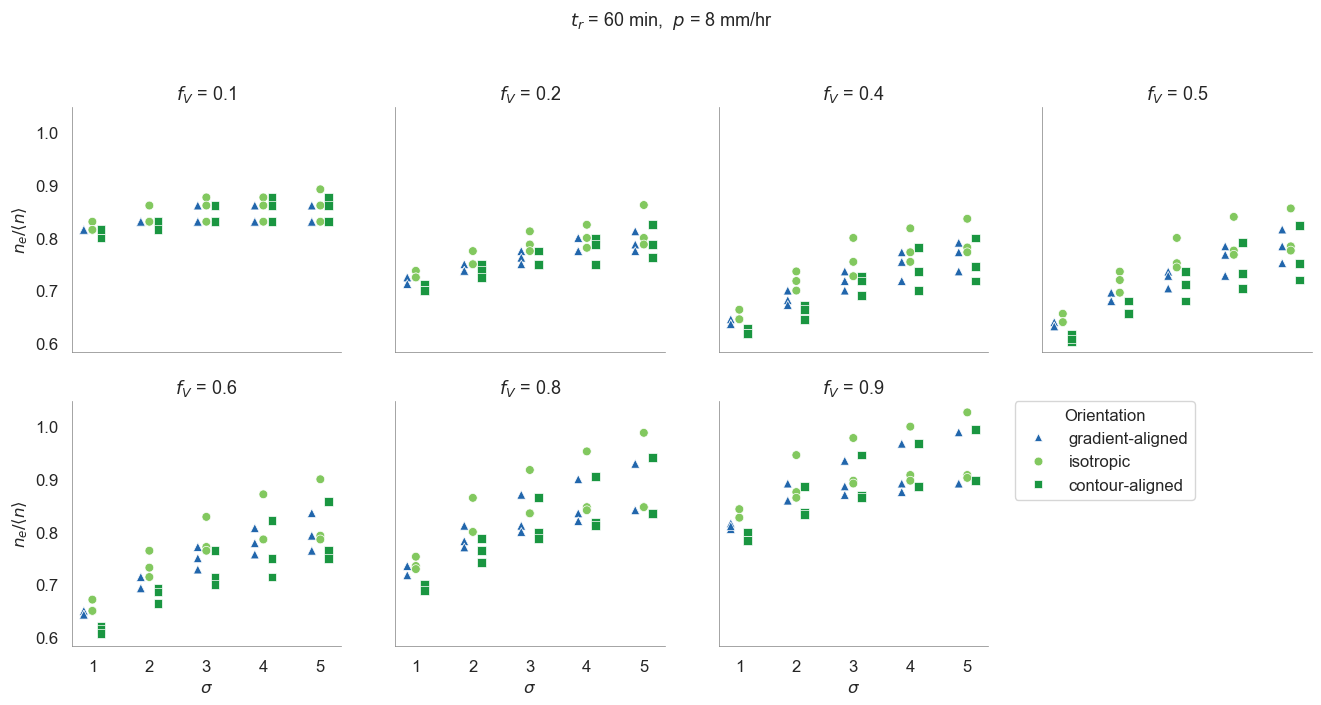 t_r = 60 min, p = 8 mm/hr
f_V = 0.1
f_V = 0.2
f_V = 0.4
f_V = 0.5
1.0
0.9
0.8
0.7
0.6
n_e/⟨n⟩
f_V = 0.6
f_V = 0.8
f_V = 0.9
1.0
0.9
0.8
0.7
0.6
n_e/⟨n⟩
1 2 3 4 5
σ
1 2 3 4 5
σ
1 2 3 4 5
σ
Orientation
gradient-aligned
isotropic
contour-aligned